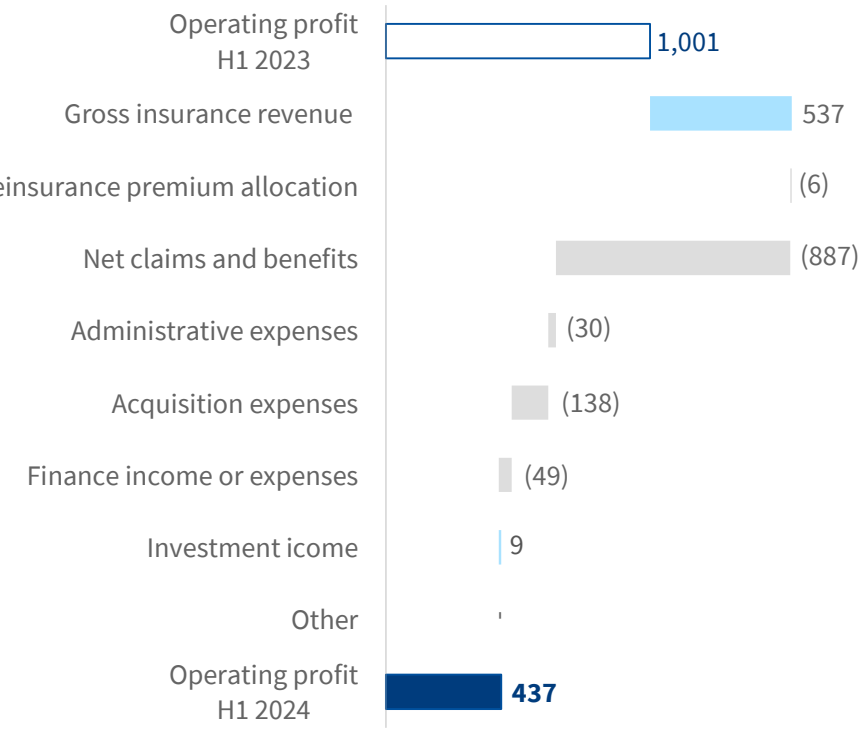 Operating profit
H1 2023
1,001
Gross insurance revenue
537
einsurance premium allocation
(6)
Net claims and benefits
(887)
Administrative expenses
(30)
Acquisition expenses
(138)
Finance income or expenses
(49)
Investment icome
9
Other
'
Operating profit
H1 2024
437